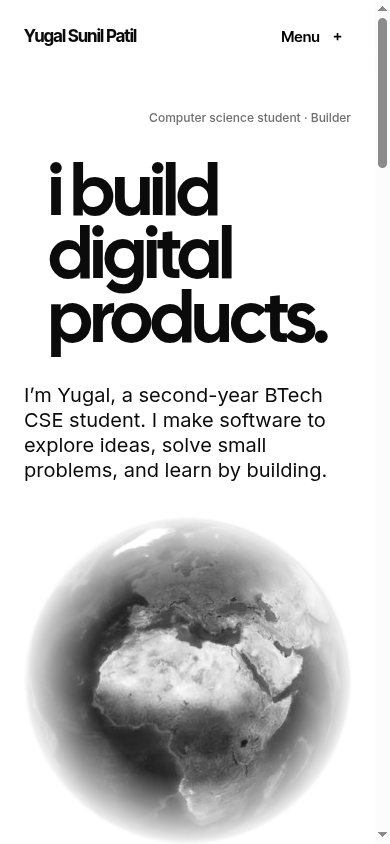 Yugal Sunil Patil
Menu +
Computer science student · Builder
i build
digital
products.
I’m Yugal, a second-year BTech
CSE student. I make software to
explore ideas, solve small
problems, and learn by building.